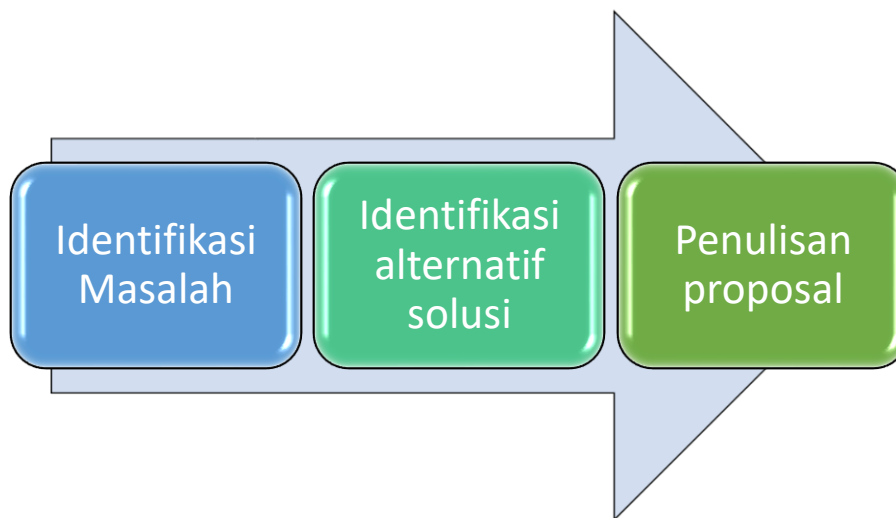 Identifikasi
Masalah
Identifikasi
alternatif
solusi
Penulisan
proposal